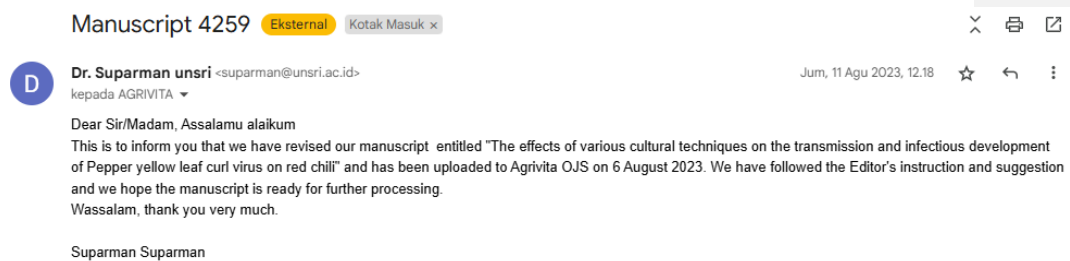 Manuscript 4259 Eksternal Kotak Masuk ×
D
Dr. Suparman unsri <suparman@unsri.ac.id> Jum, 11 Agu 2023, 12.18
kepada AGRIVITA
Dear Sir/Madam, Assalamu alaikum
This is to inform you that we have revised our manuscript entitled "The effects of various cultural techniques on the transmission and infectious development
of Pepper yellow leaf curl virus on red chili" and has been uploaded to Agrivita OJS on 6 August 2023. We have followed the Editor's instruction and suggestion
and we hope the manuscript is ready for further processing.
Wassalam, thank you very much.
Suparman Suparman